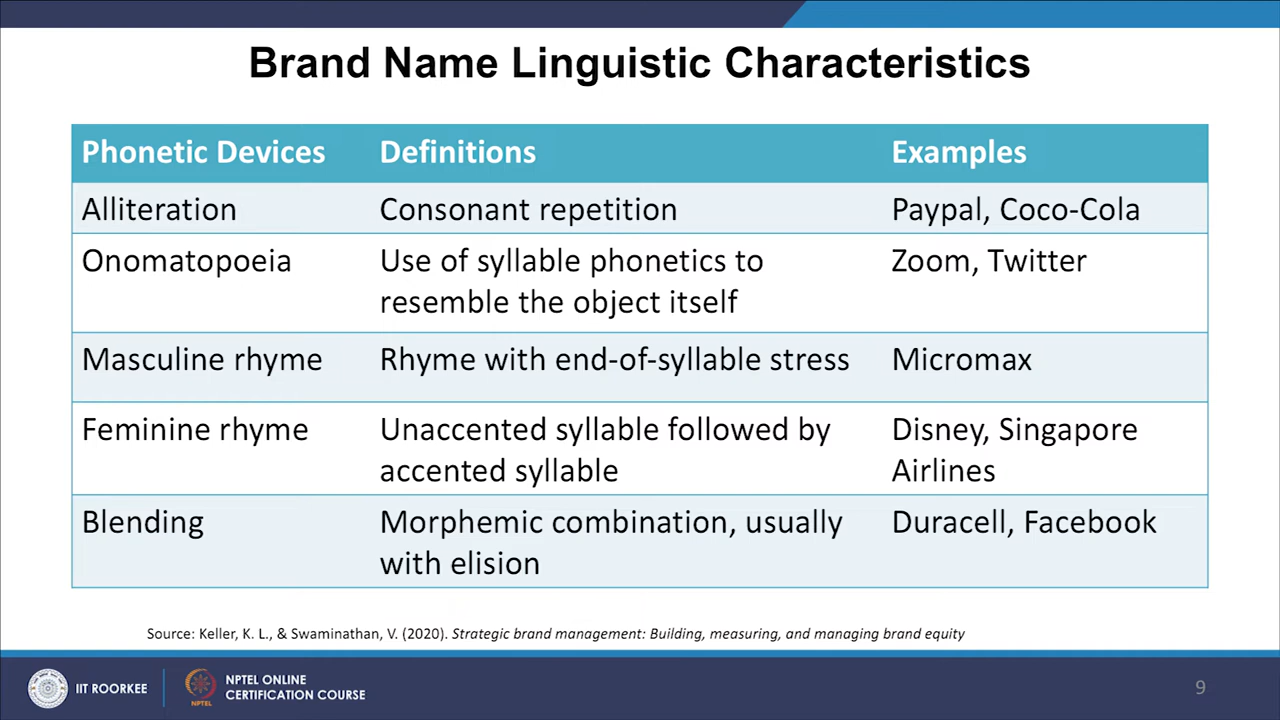 Brand Name Linguistic Characteristics
Phonetic Devices Definitions Examples
Alliteration Consonant repetition Paypal, Coco-Cola
Onomatopoeia Use of syllable phonetics to Zoom, Twitter
resemble the object itself
Masculine rhyme Rhyme with end-of-syllable stress Micromax
Feminine rhyme Unaccented syllable followed by Disney, Singapore
accented syllable Airlines
Blending Morphemic combination, usually Duracell, Facebook
with elision
Source: Keller, K. L., & Swaminathan, V. (2020). Strategic brand management: Building, measuring, and managing brand equity
IIT ROORKEE
NPTEL
NPTEL ONLINE
CERTIFICATION COURSE
9